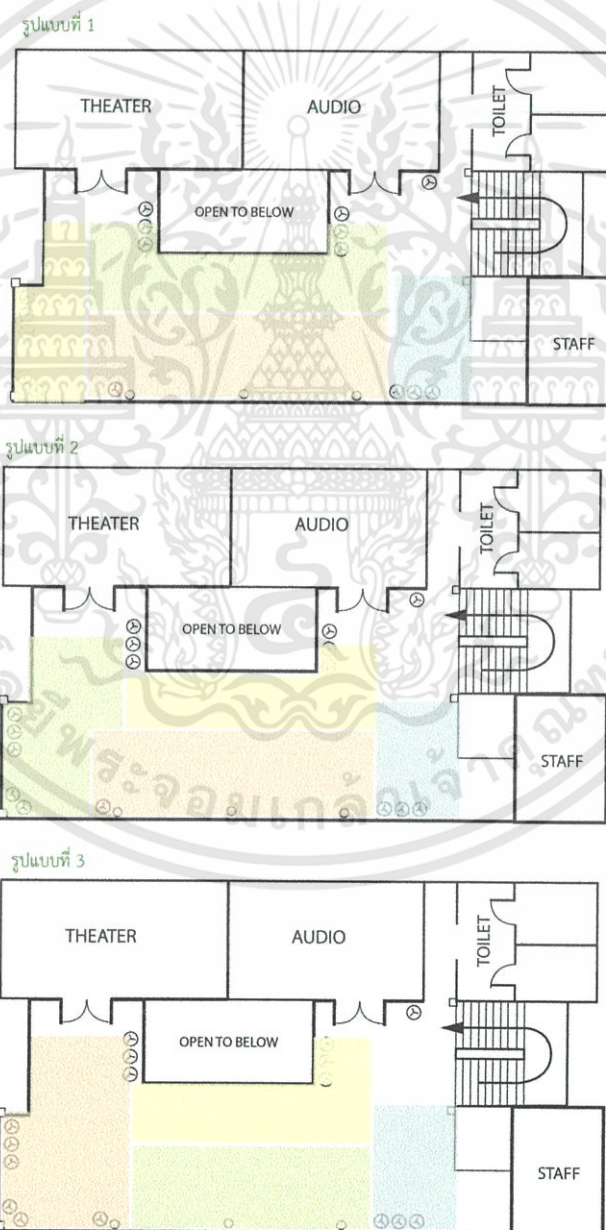 รูปแบบที่ 1
THEATER
AUDIO
TOILET
OPEN TO BELOW
STAFF
รูปแบบที่ 2
THEATER
AUDIO
TOILET
OPEN TO BELOW
STAFF
รูปแบบที่ 3
THEATER
AUDIO
TOILET
OPEN TO BELOW
STAFF